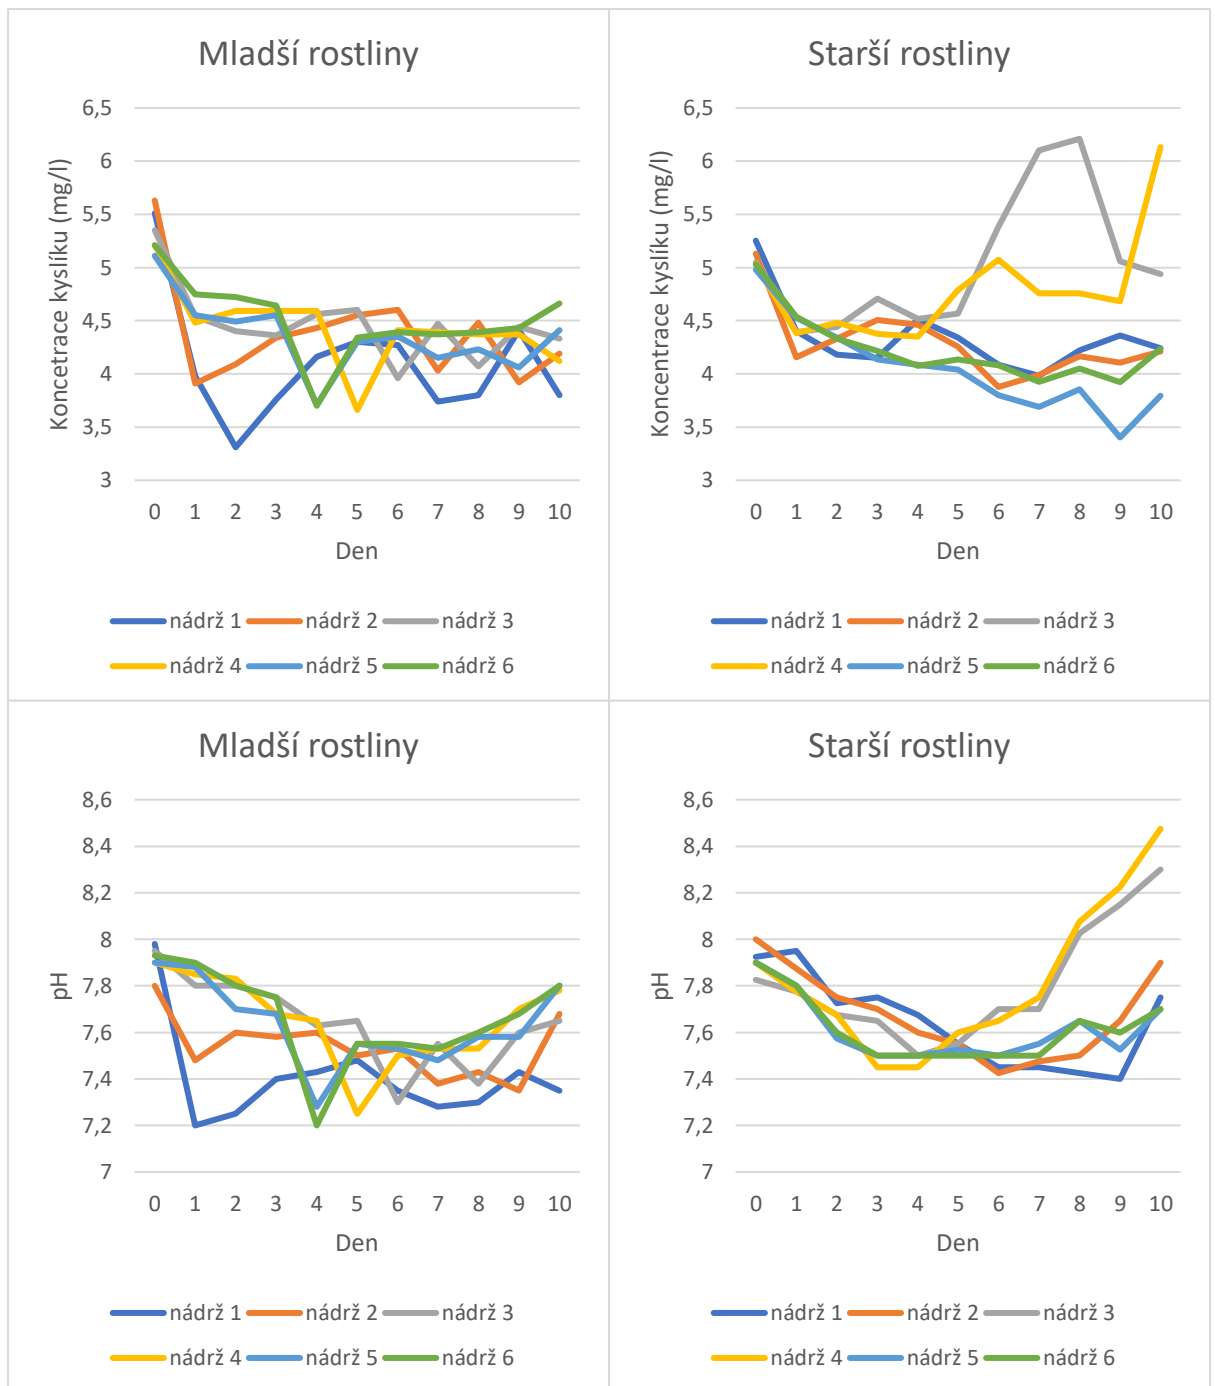 Mladší rostliny
Koncetrace kyslíku (mg/l)
6,5
6
5,5
5
4,5
4
3,5
3
0 1 2 3 4 5 6 7 8 9 10
Den
nádrž 1 nádrž 2 nádrž 3
nádrž 4 nádrž 5 nádrž 6
Starší rostliny
Koncentrace kyslíku (mg/l)
6,5
6
5,5
5
4,5
4
3,5
3
0 1 2 3 4 5 6 7 8 9 10
Den
nádrž 1 nádrž 2 nádrž 3
nádrž 4 nádrž 5 nádrž 6
Mladší rostliny
pH
8,6
8,4
8,2
8
7,8
7,6
7,4
7,2
7
0 1 2 3 4 5 6 7 8 9 10
Den
nádrž 1 nádrž 2 nádrž 3
nádrž 4 nádrž 5 nádrž 6
Starší rostliny
pH
8,6
8,4
8,2
8
7,8
7,6
7,4
7,2
7
0 1 2 3 4 5 6 7 8 9 10
Den
nádrž 1 nádrž 2 nádrž 3
nádrž 4 nádrž 5 nádrž 6